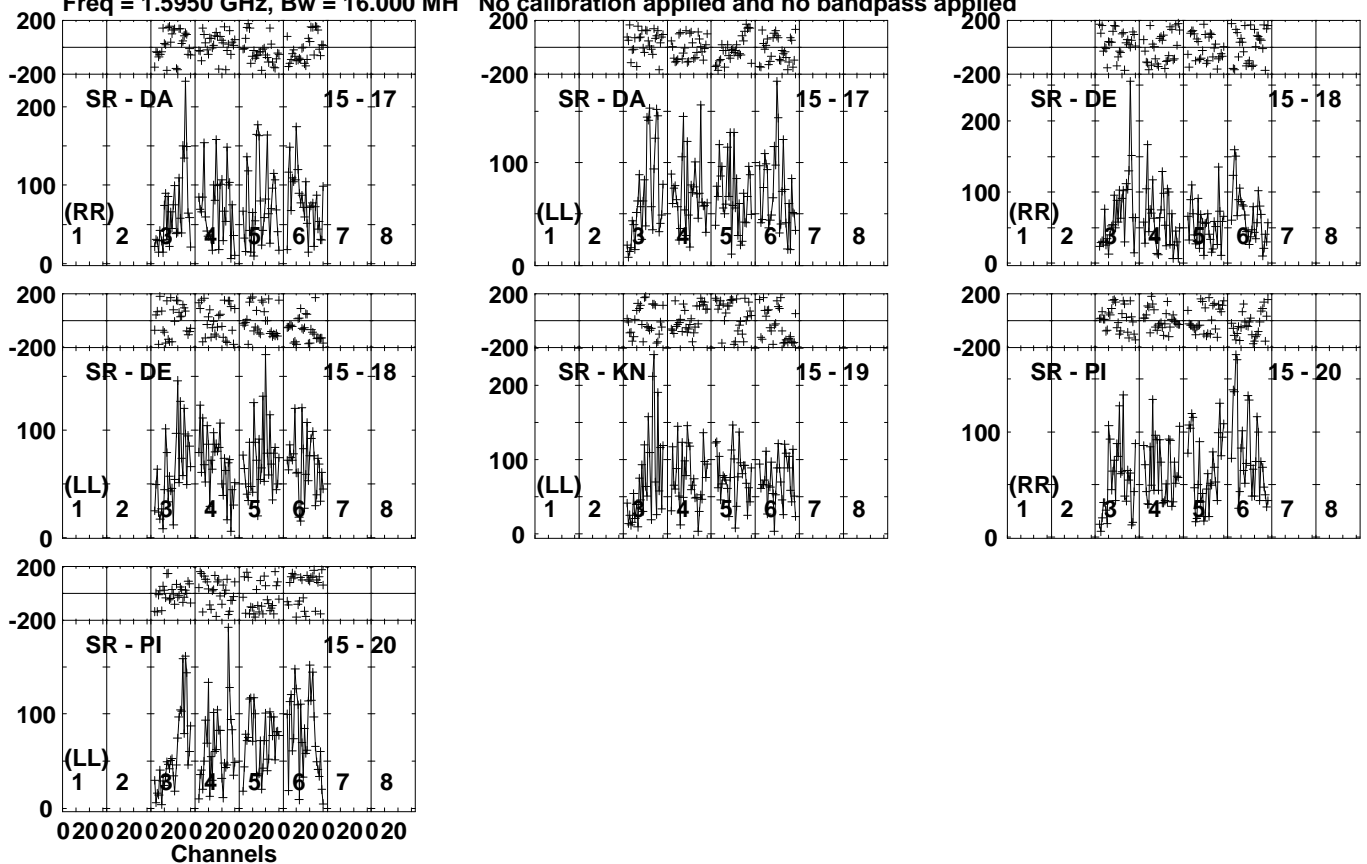 Freq = 1.5950 GHz, Bw = 16.000 MH No calibration applied and no bandpass applied
200
-200
SR - DA 15 - 17
200
100
(RR)
1 2 3 4 5 6 7 8
0
SR - DA 15 - 17
100
(LL)
1 2 3 4 5 6 7 8
0
200
-200
SR - DE 15 - 18
200
100
(RR)
1 2 3 4 5 6 7 8
0
200
-200
SR - DE 15 - 18
100
(LL)
1 2 3 4 5 6 7 8
0
SR - KN 15 - 19
200
100
(LL)
1 2 3 4 5 6 7 8
0
200
-200
SR - PI 15 - 20
100
(RR)
1 2 3 4 5 6 7 8
0
200
-200
SR - PI 15 - 20
100
(LL)
1 2 3 4 5 6 7 8
0
0 20 0 20 0 20 0 20 0 20 0 20 0 20 0 20
Channels